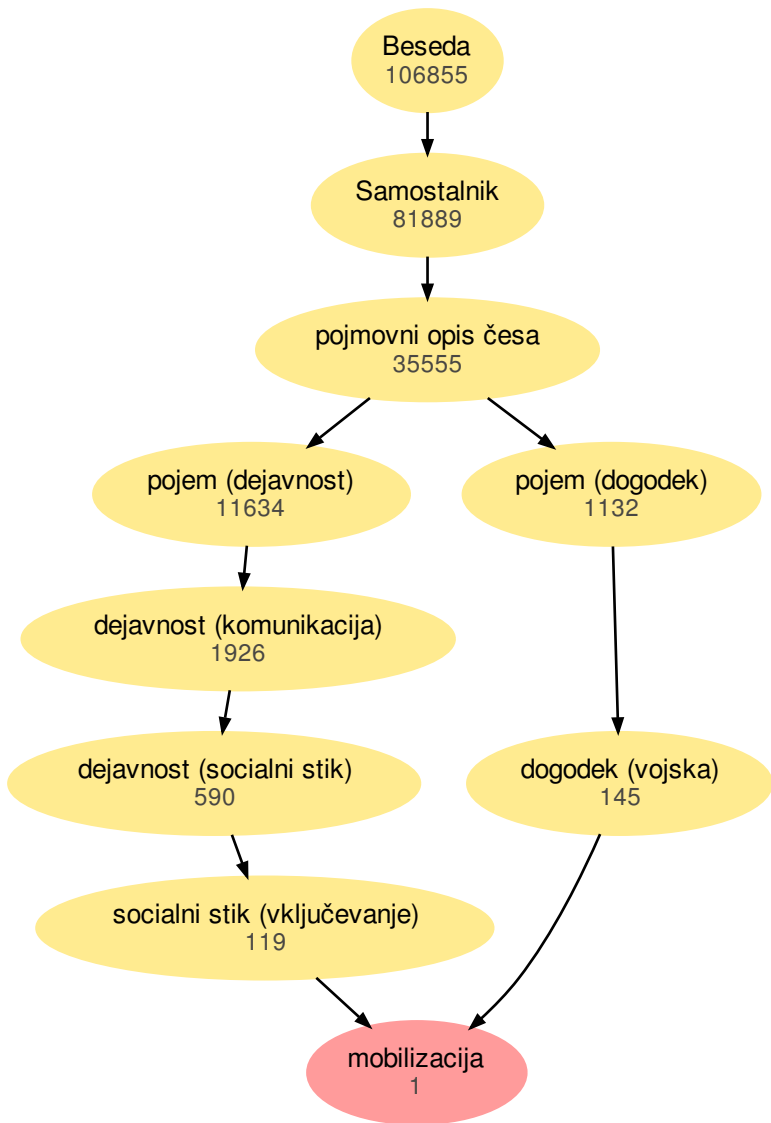 Beseda
106855
Samostalnik
81889
pojmovni opis česa
35555
pojem (dejavnost)
11634
pojem (dogodek)
1132
dejavnost (komunikacija)
1926
dejavnost (socialni stik)
590
dogodek (vojska)
145
socialni stik (vključevanje)
119
mobilizacija
1